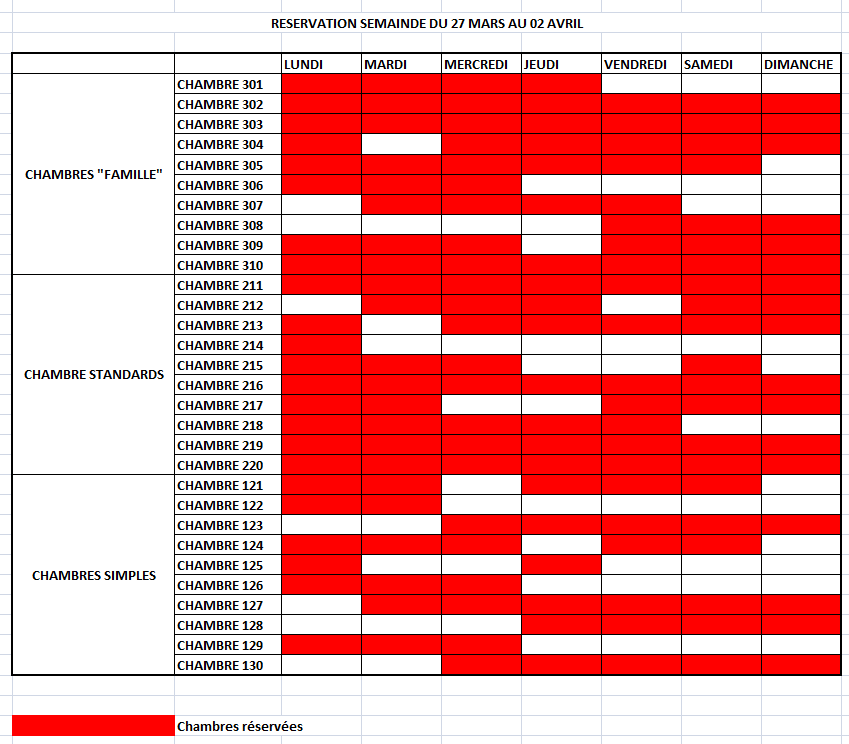 RESERVATION SEMAINDE DU 27 MARS AU 02 AVRIL
LUNDI MARDI MERCREDI JEUDI VENDREDI SAMEDI DIMANCHE
CHAMBRES "FAMILLE"
CHAMBRE 301
CHAMBRE 302
CHAMBRE 303
CHAMBRE 304
CHAMBRE 305
CHAMBRE 306
CHAMBRE 307
CHAMBRE 308
CHAMBRE 309
CHAMBRE 310
CHAMBRE STANDARDS
CHAMBRE 211
CHAMBRE 212
CHAMBRE 213
CHAMBRE 214
CHAMBRE 215
CHAMBRE 216
CHAMBRE 217
CHAMBRE 218
CHAMBRE 219
CHAMBRE 220
CHAMBRES SIMPLES
CHAMBRE 121
CHAMBRE 122
CHAMBRE 123
CHAMBRE 124
CHAMBRE 125
CHAMBRE 126
CHAMBRE 127
CHAMBRE 128
CHAMBRE 129
CHAMBRE 130
Chambres réservées